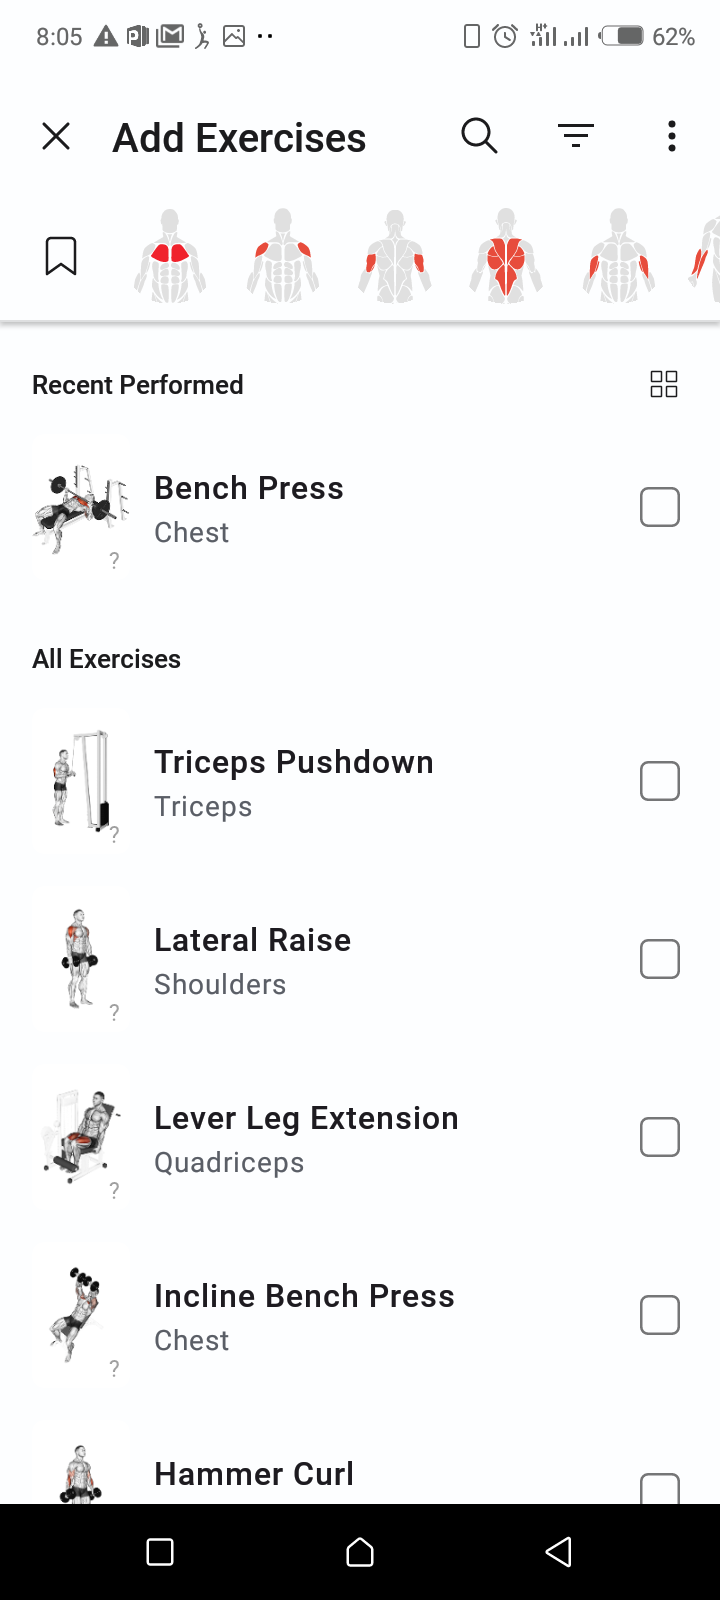 8:05
62%
Add Exercises
Recent Performed
Bench Press
Chest
?
All Exercises
Triceps Pushdown
Triceps
?
Lateral Raise
Shoulders
?
Lever Leg Extension
Quadriceps
?
Incline Bench Press
Chest
?
Hammer Curl